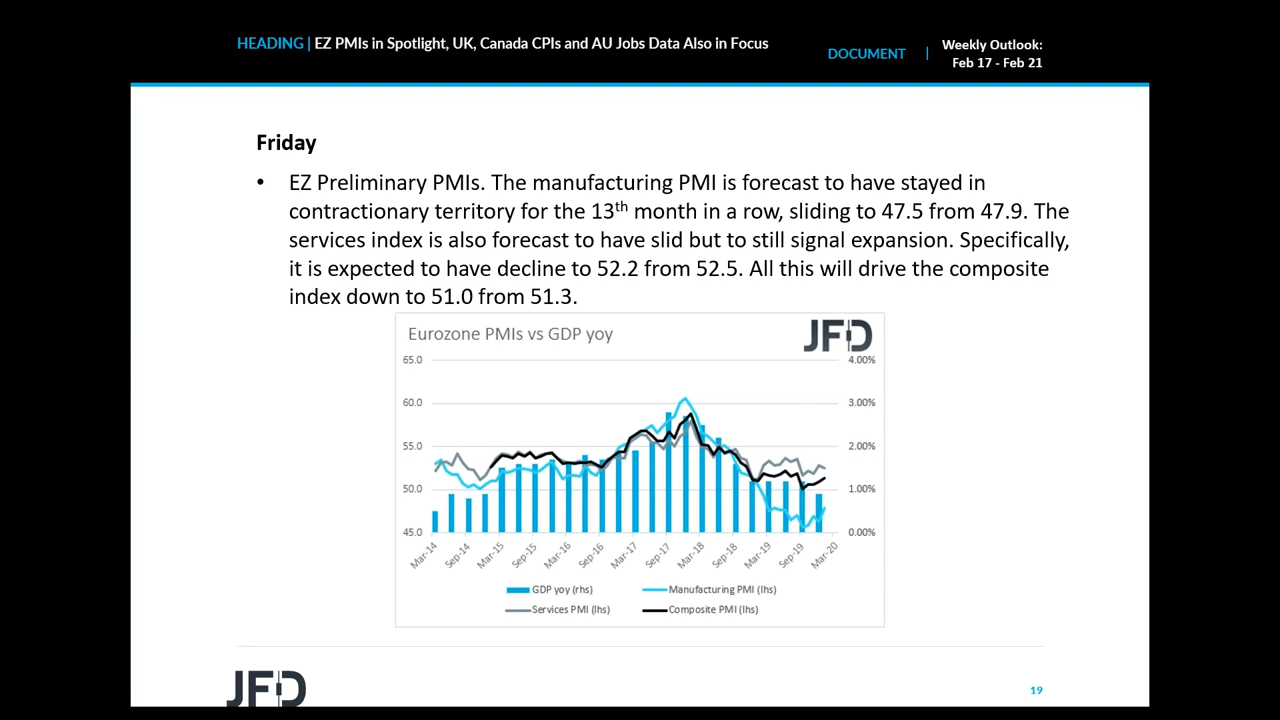 HEADING | EZ PMIs in Spotlight, UK, Canada CPIs and AU Jobs Data Also in Focus
DOCUMENT | Weekly Outlook:
Feb 17 - Feb 21
Friday
• EZ Preliminary PMIs. The manufacturing PMI is forecast to have stayed in
contractionary territory for the 13th month in a row, sliding to 47.5 from 47.9. The
services index is also forecast to have slid but to still signal expansion. Specifically,
it is expected to have decline to 52.2 from 52.5. All this will drive the composite
index down to 51.0 from 51.3.
Eurozone PMIs vs GDP yoy
JFD
65.0 4.00%
60.0 3.00%
55.0 2.00%
50.0 1.00%
45.0 0.00%
Mar-14 Sep-14 Mar-15 Sep-15 Mar-16 Sep-16 Mar-17 Sep-17 Mar-18 Sep-18 Mar-19 Sep-19 Mar-20
GDP yoy (rhs) Manufacturing PMI (lhs)
Services PMI (lhs) Composite PMI (lhs)
JFD
19